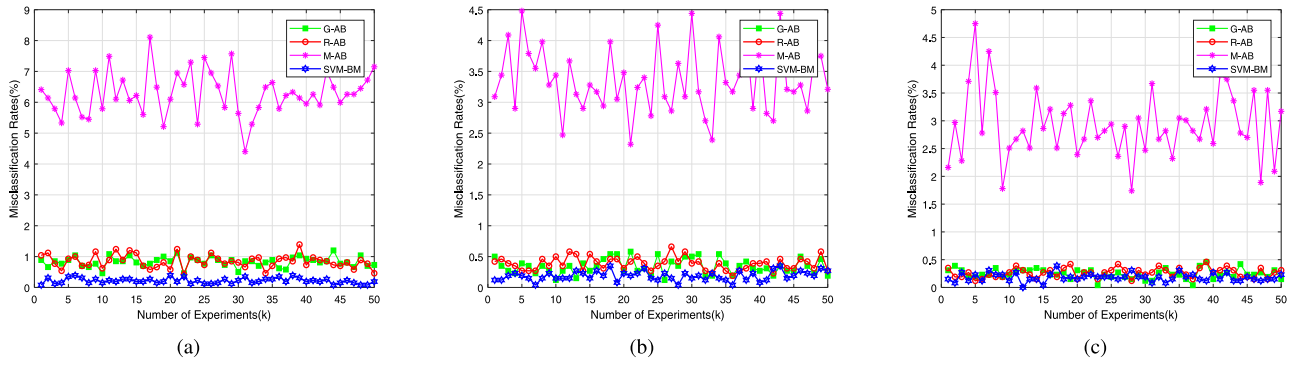 9
8
7
6
5
4
3
2
1
0
Misclassification Rates(%)
0 5 10 15 20 25 30 35 40 45 50
Number of Experiments(k)
G-AB
R-AB
M-AB
SVM-BM
(a)
4.5
4
3.5
3
2.5
2
1.5
1
0.5
0
Misclassification Rates(%)
0 5 10 15 20 25 30 35 40 45 50
Number of Experiments(k)
G-AB
R-AB
M-AB
SVM-BM
(b)
5
4.5
4
3.5
3
2.5
2
1.5
1
0.5
0
Misclassification Rates(%)
0 5 10 15 20 25 30 35 40 45 50
Number of Experiments(k)
G-AB
R-AB
M-AB
SVM-BM
(c)